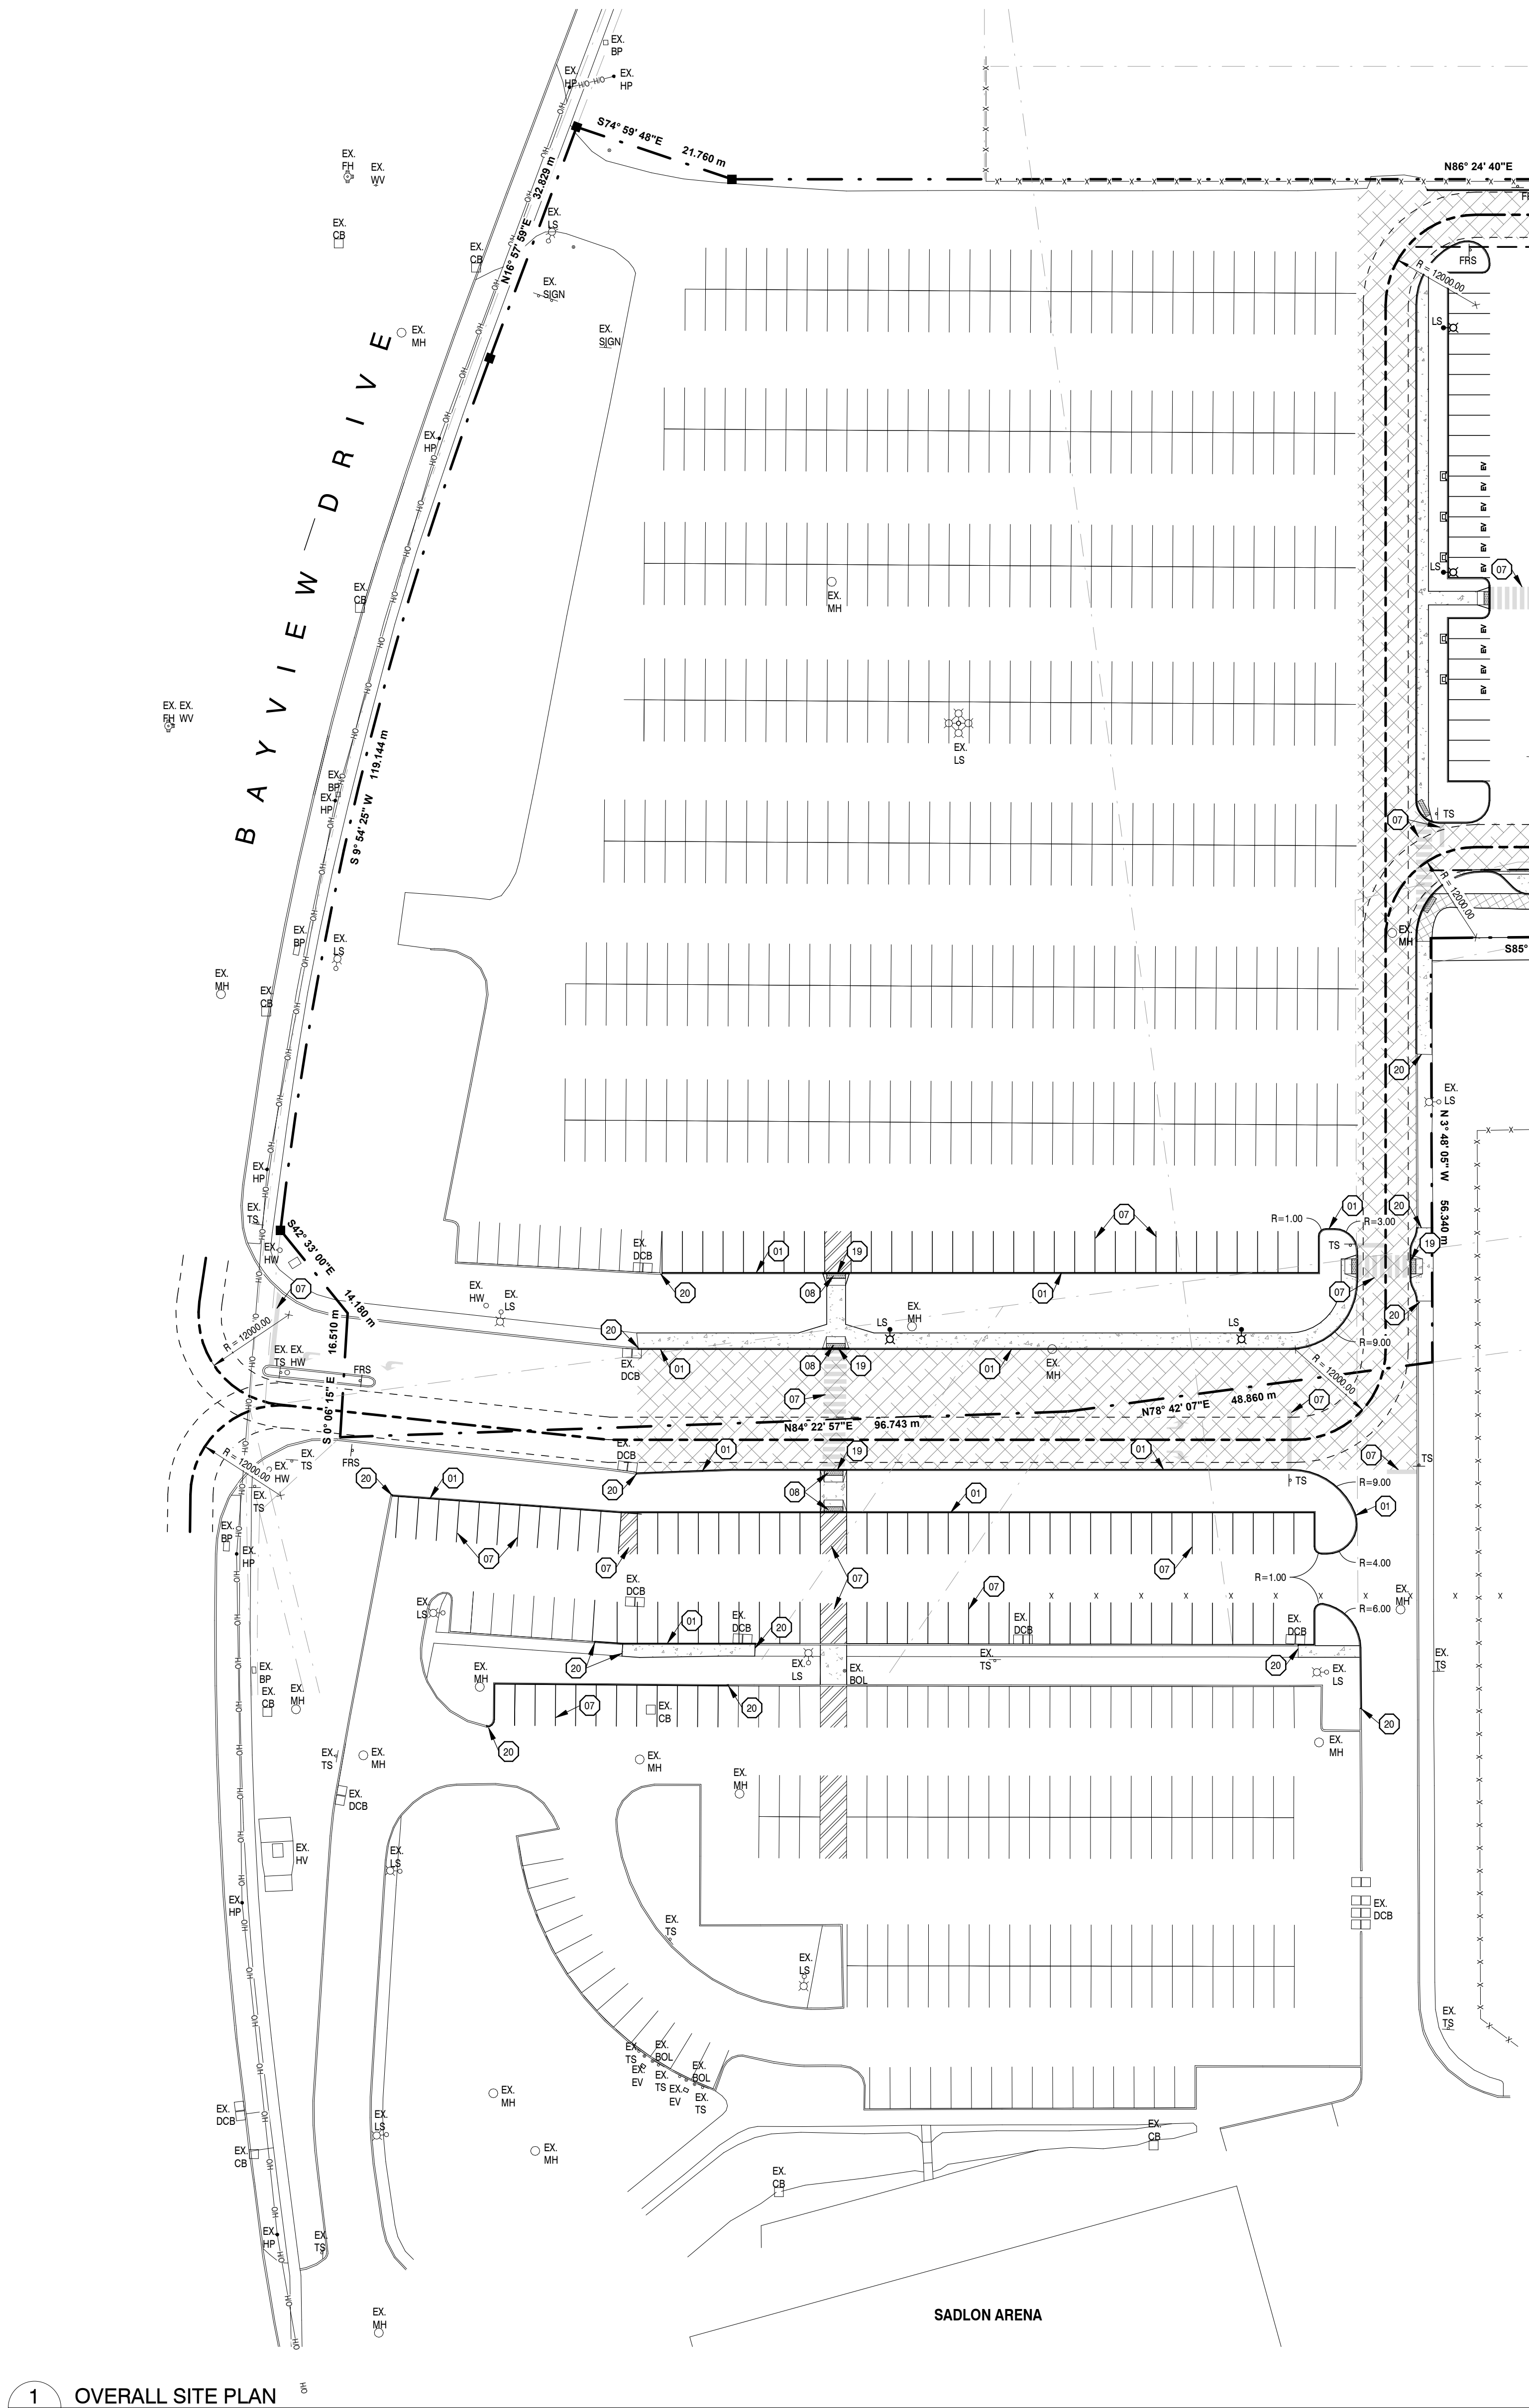 EX.
BP
EX.
HP
EX.
HP
S74° 59' 48"E
21.760 m
N86° 24' 40"E
EX.
FH
EX.
WV
32.829 m
N16° 57' 59"E
EX.
LS
EX.
CB
EX.
CB
EX.
SIGN
EX.
SIGN
EX.
MH
FRS
R = 12000.00
LS
BAYVIEW DRIVE
EX.
HP
EV
EV
EV
EV
EV
EV
LS
07
EX.
CB
EX.
MH
EV
EV
EV
EV
EX. EX.
FH WV
119.144 m
S 9° 54' 25" W
EX.
LS
EX.
BP
EX.
HP
TS
07
R = 12000.00
EX.
BP
EX.
LS
EX.
MH
S85°
EX.
MH
EX.
CB
20
EX.
LS
N 3° 48' 05" W
56.340 m
EX.
HP
EX.
TS
EX.
HW
S42° 33' 00"E
14.180 m
07
EX.
DCB
01
19
07
R=1.00
01
R=3.00
20
TS
19
20
08
01
07
20
EX.
HW
EX.
LS
20
EX.
DCB
LS
EX.
MH
LS
R=9.00
R = 12000.00
16.510 m
EX. EX.
TS HW
FRS
01
08
19
01
EX.
MH
R = 12000.00
07
07
S 0° 06' 15" E
N84° 22' 57"E
96.743 m
N78° 42' 07"E
48.860 m
R = 12000.00
EX.
HW
EX.
TS
FRS
EX.
DCB
01
19
01
07
TS
EX.
TS
20
01
20
08
01
TS
R=9.00
01
EX.
BP
EX.
HP
07
07
07
07
R=4.00
R=1.00
EX.
LS
EX.
DCB
07
EX.
MH
R=6.00
01
EX.
DCB
20
EX.
DCB
EX.
DCB
EX.
BP
EX.
CB
EX.
MH
EX.
MH
20
EX.
LS
EX.
BOL
EX.
TS
20
EX.
LS
EX.
TS
07
EX.
CB
20
20
20
EX.
MH
EX.
TS
EX.
MH
EX.
MH
EX.
MH
EX.
DCB
EX.
HV
EX.
LS
EX.
HP
EX.
DCB
EX.
TS
EX.
LS
EX.
TS
EX.
TS
EX.
BOL
EX.
EV
EX.
TS
EX.
EV
EX.
BOL
EX.
TS
EX.
DCB
EX.
CB
EX.
LS
EX.
MH
EX.
MH
EX.
CB
EX.
CB
EX.
HP
EX.
TS
EX.
MH
SADLON ARENA
1 OVERALL SITE PLAN